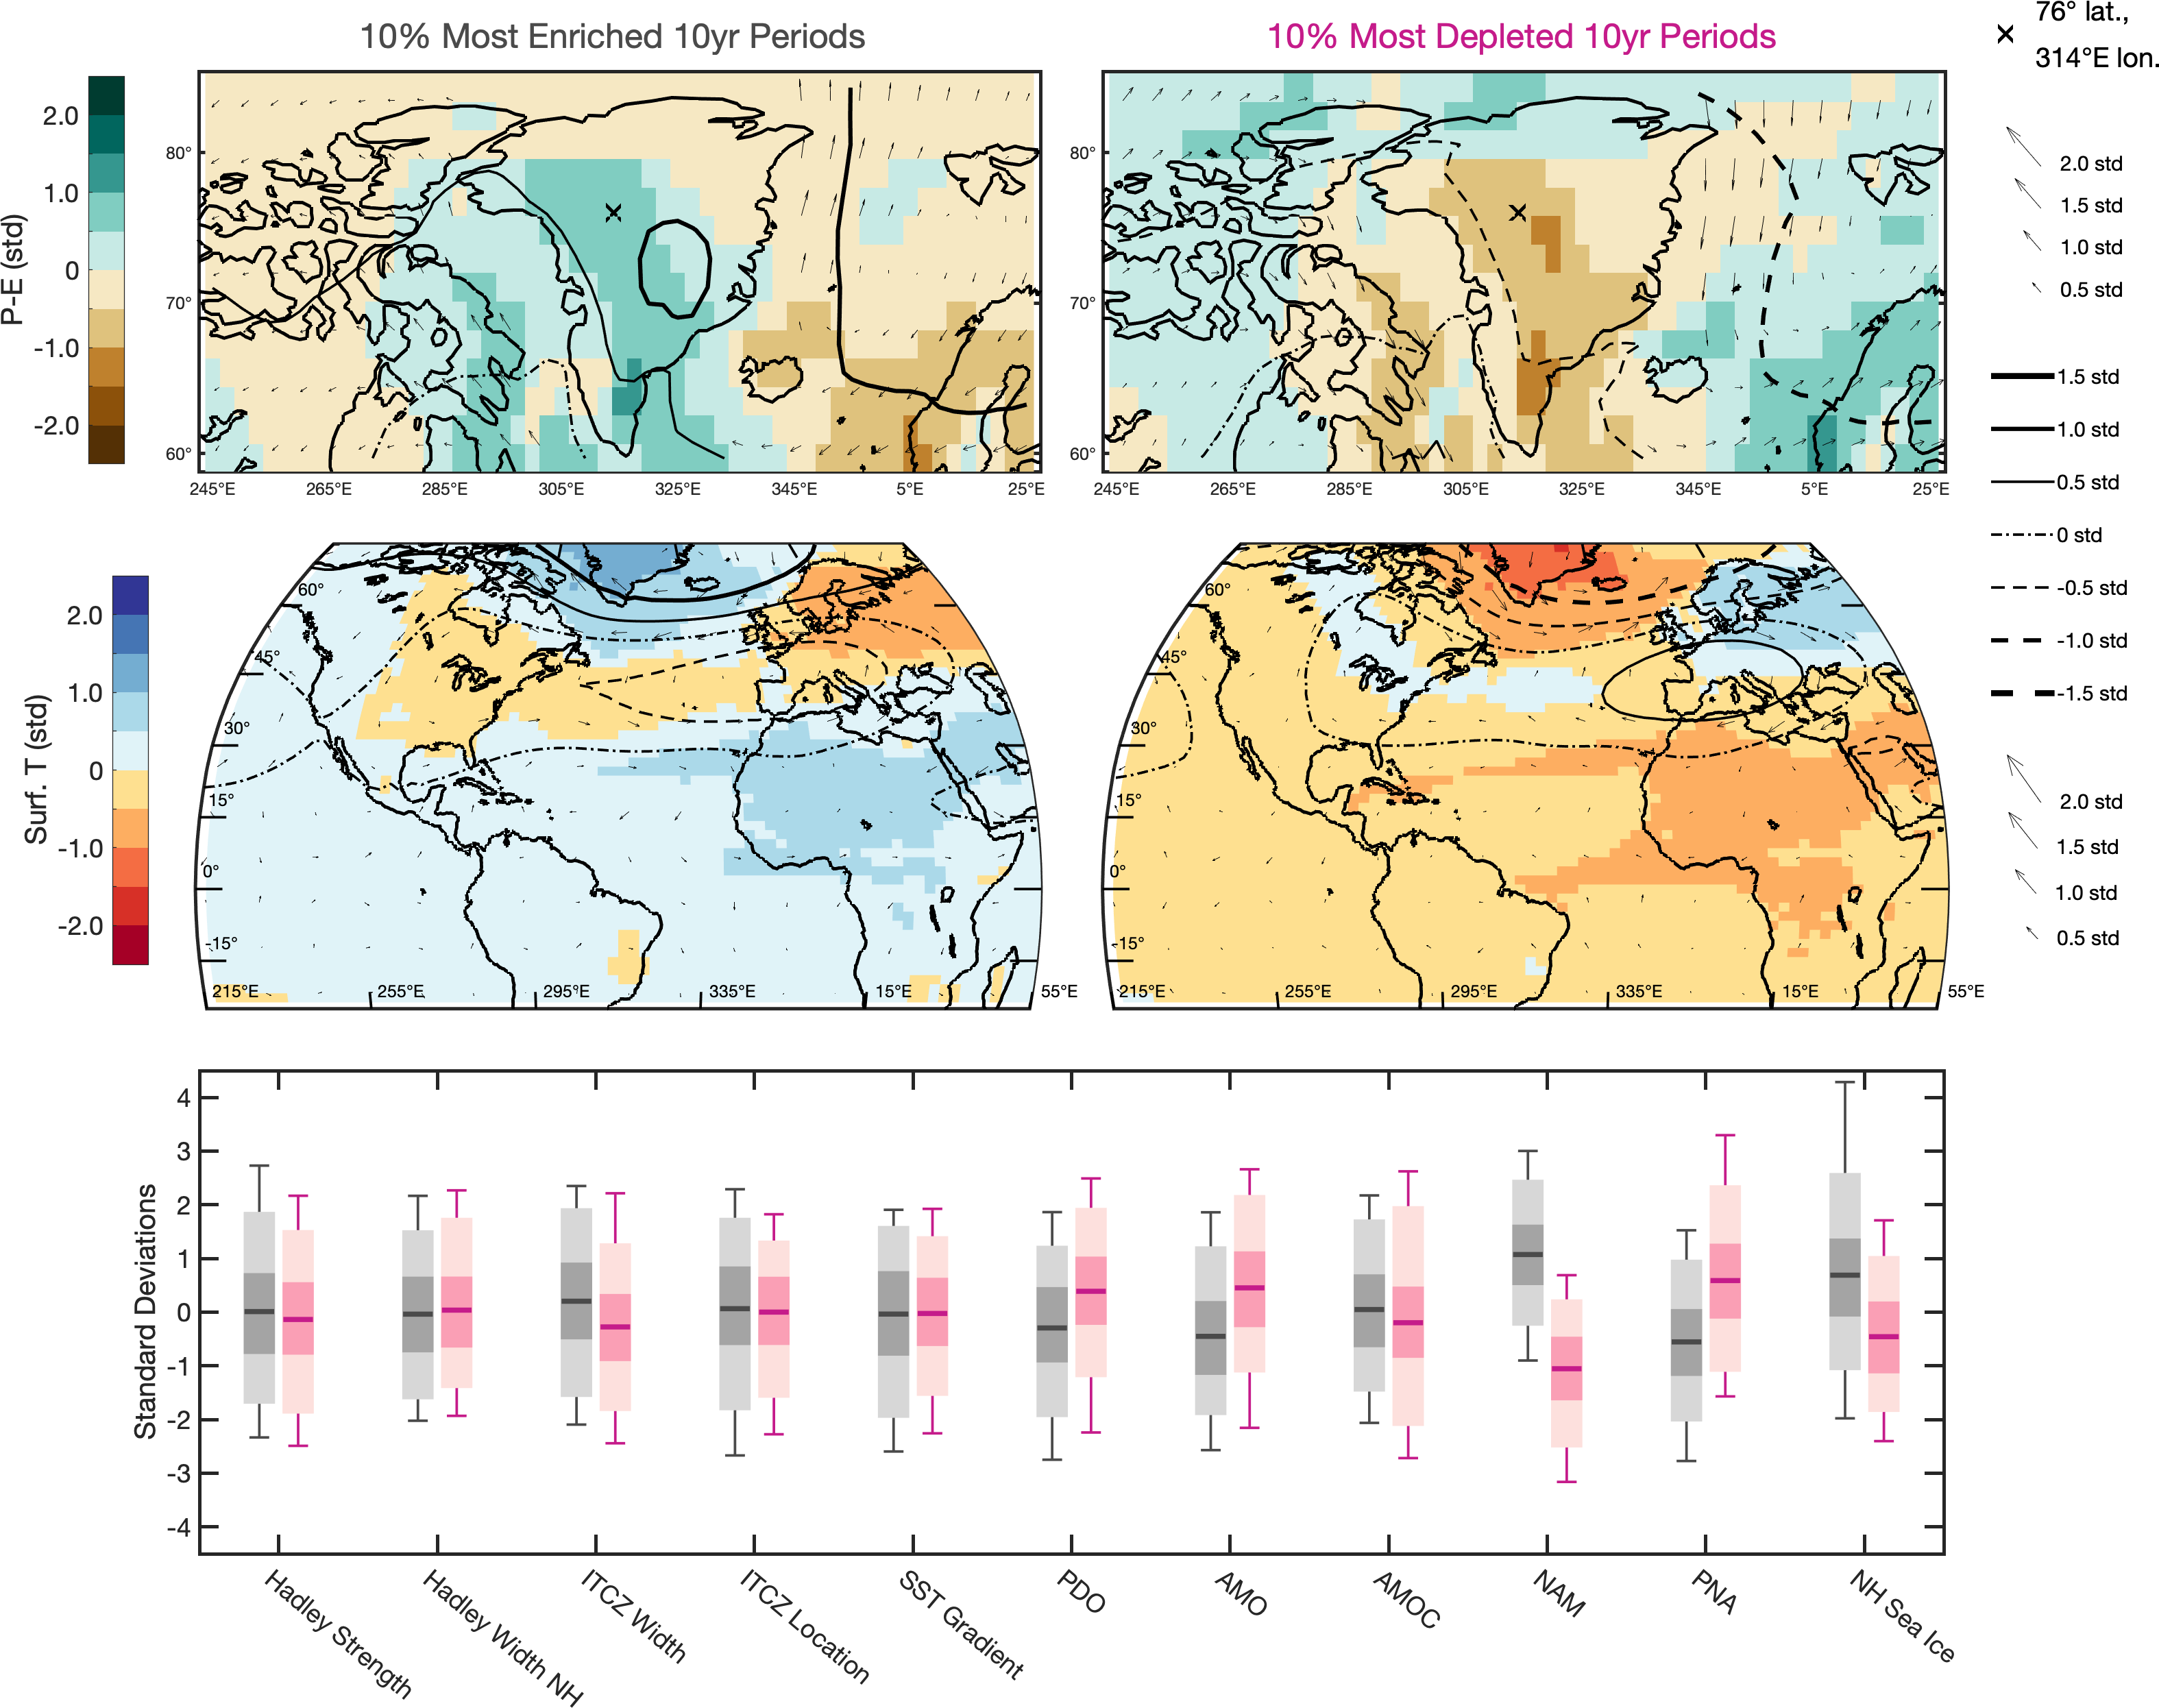 10% Most Enriched 10yr Periods
10% Most Depleted 10yr Periods
76° lat.,
314°E lon.
P-E (std)
2.0
1.0
0
-1.0
-2.0
80°
70°
60°
245°E 265°E 285°E 305°E 325°E 345°E 5°E 25°E
80°
70°
60°
245°E 265°E 285°E 305°E 325°E 345°E 5°E 25°E
2.0 std
1.5 std
1.0 std
0.5 std
1.5 std
1.0 std
0.5 std
0 std
-0.5 std
-1.0 std
-1.5 std
2.0 std
1.5 std
1.0 std
0.5 std
Surf. T (std)
2.0
1.0
0
-1.0
-2.0
60°
45°
30°
15°
0°
-15°
215°E 255°E 295°E 335°E 15°E 55°E
60°
45°
30°
15°
0°
-15°
215°E 255°E 295°E 335°E 15°E 55°E
Standard Deviations
4
3
2
1
0
-1
-2
-3
-4
Hadley Strength
Hadley Width NH
ITCZ Width
ITCZ Location
SST Gradient
PDO
AMO
AMOC
NAM
PNA
NH Sea Ice